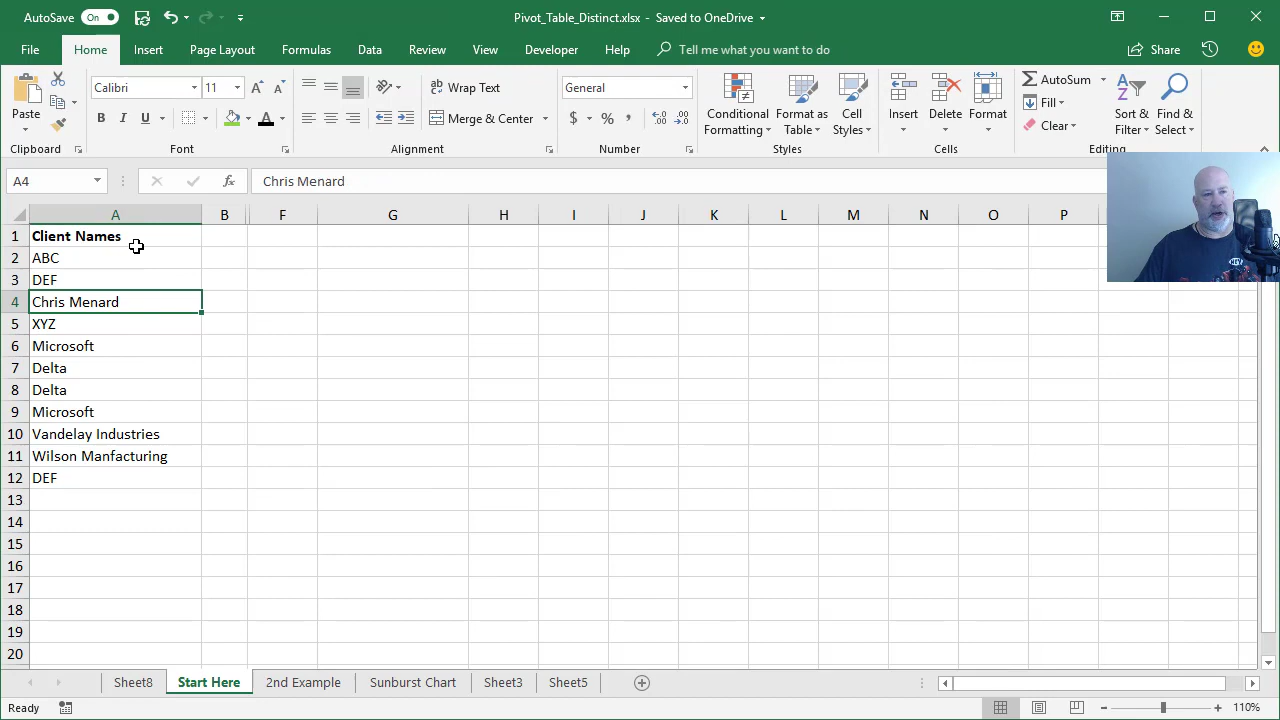 AutoSave On Pivot_Table_Distinct.xlsx - Saved to OneDrive
File Home Insert Page Layout Formulas Data Review View Developer Help Tell me what you want to do Share
Paste Calibri 11 Wrap Text General Conditional Formatting Format as Table Cell Styles Insert Delete Format AutoSum Sort & Filter Find & Select
B I U Merge & Center $ % , Fill
Clear
Clipboard Font Alignment Number Styles Cells Editing
A4 fx Chris Menard
A B F G H I J K L M N O P
1 Client Names
2 ABC
3 DEF
4 Chris Menard
5 XYZ
6 Microsoft
7 Delta
8 Delta
9 Microsoft
10 Vandelay Industries
11 Wilson Manfacturing
12 DEF
13
14
15
16
17
18
19
20
Sheet8 Start Here 2nd Example Sunburst Chart Sheet3 Sheet5
Ready 110%